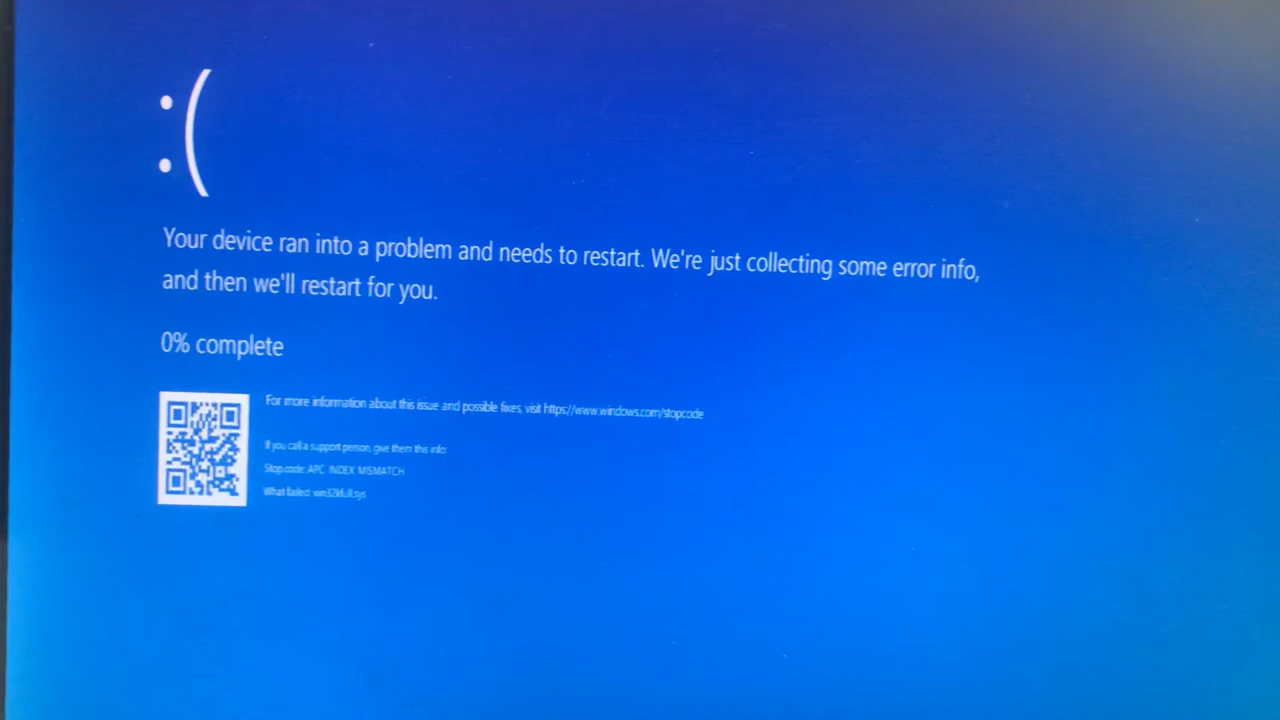 :(
Your device ran into a problem and needs to restart. We're just collecting some error info,
and then we'll restart for you.
0% complete
For more information about this issue and possible fixes, visit https://www.windows.com/stopcode
If you call a support person, give them this info:
Stop code: APC INDEX MISMATCH
What failed: win32kfull.sys